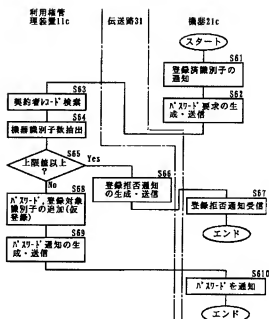 利用権管
理装置11c
伝送路31
機器21c
スタート
S61
登録済識別子の
通知
S62
パスワード要求の生
成・送信
S63
契約者レコード検索
S64
機器識別子数抽出
S65
上限値以上
?
Yes
No
S66
登録拒否通知
の生成・送信
S67
登録拒否通知受信
エンド
S68
パスワード,登録対象
識別子の追加(仮
登録)
S69
パスワード通知の生
成・送信
S610
パスワードを通知
エンド